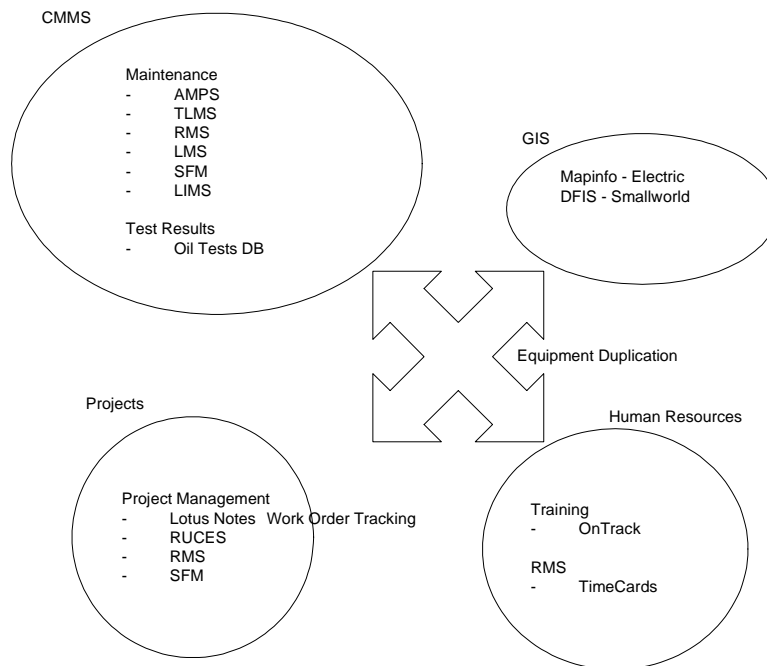 CMMS
Maintenance
- AMPS
- TLMS
- RMS
- LMS
- SFM
- LIMS
Test Results
- Oil Tests DB
GIS
Mapinfo - Electric
DFIS - Smallworld
Equipment Duplication
Projects
Project Management
- Lotus Notes Work Order Tracking
- RUCES
- RMS
- SFM
Human Resources
Training
- OnTrack
RMS
- TimeCards